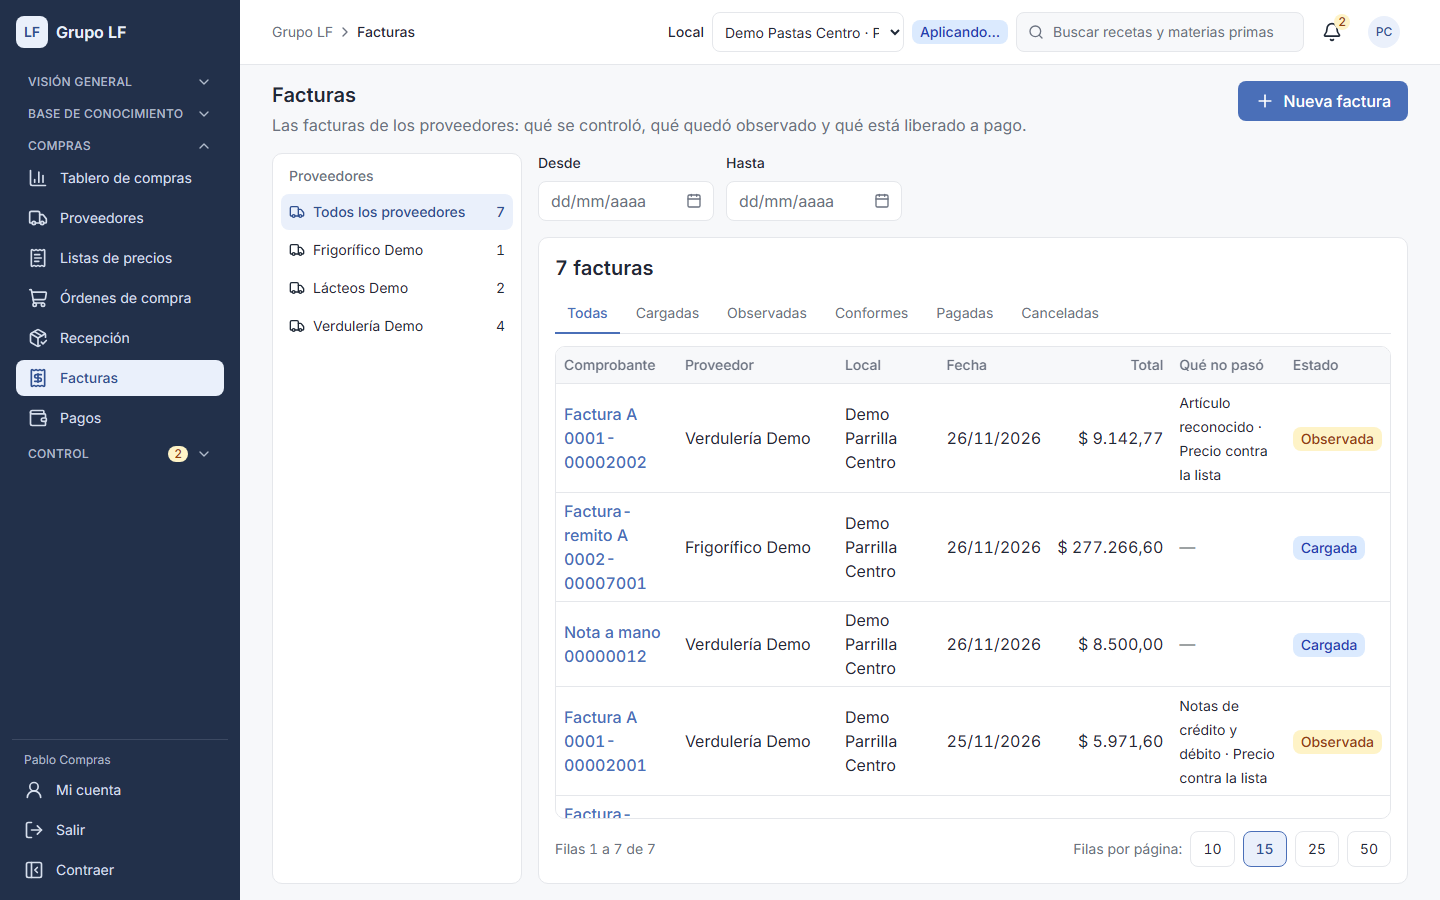 LF Grupo LF
VISIÓN GENERAL
BASE DE CONOCIMIENTO
COMPRAS
Tablero de compras
Proveedores
Listas de precios
Órdenes de compra
Recepción
Facturas
Pagos
CONTROL 2
Pablo Compras
Mi cuenta
Salir
Contraer
Grupo LF > Facturas
Local
Demo Pastas Centro · P
Aplicando...
Buscar recetas y materias primas
2
PC
Facturas
Las facturas de los proveedores: qué se controló, qué quedó observado y qué está liberado a pago.
Nueva factura
Proveedores
Todos los proveedores 7
Frigorífico Demo 1
Lácteos Demo 2
Verdulería Demo 4
Desde
Hasta
dd/mm/aaaa
dd/mm/aaaa
7 facturas
Todas Cargadas Observadas Conformes Pagadas Canceladas
Comprobante Proveedor Local Fecha Total Qué no pasó Estado
Factura A
0001-
00002002
Verdulería Demo
Demo
Parrilla
Centro
26/11/2026
$ 9.142,77
Artículo
reconocido ·
Precio contra
la lista
Observada
Factura-
remito A
0002-
00007001
Frigorífico Demo
Demo
Parrilla
Centro
26/11/2026
$ 277.266,60
—
Cargada
Nota a mano
00000012
Verdulería Demo
Demo
Parrilla
Centro
26/11/2026
$ 8.500,00
—
Cargada
Factura A
0001-
00002001
Verdulería Demo
Demo
Parrilla
Centro
25/11/2026
$ 5.971,60
Notas de
crédito y
débito · Precio
contra la lista
Observada
Factura-
Filas 1 a 7 de 7
Filas por página: 10 15 25 50